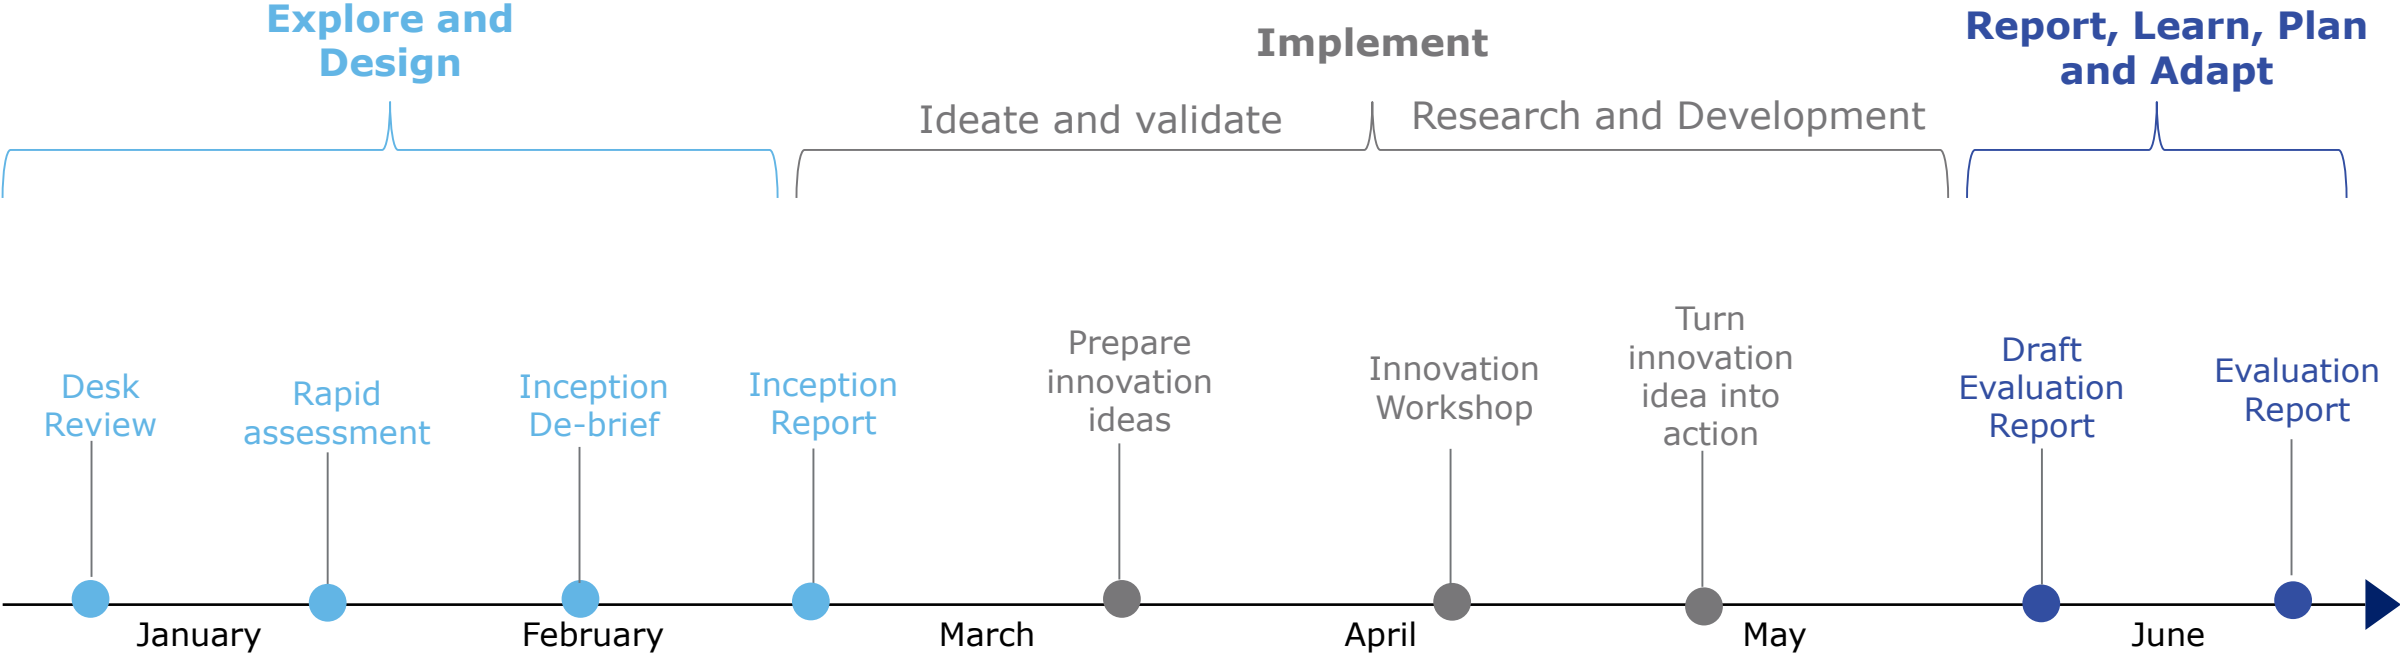 Explore and
Design
Implement
Report, Learn, Plan
and Adapt
Ideate and validate
Research and Development
Desk
Review
Rapid
assessment
Inception
De-brief
Inception
Report
Prepare
innovation
ideas
Innovation
Workshop
Turn
innovation
idea into
action
Draft
Evaluation
Report
Evaluation
Report
January
February
March
April
May
June